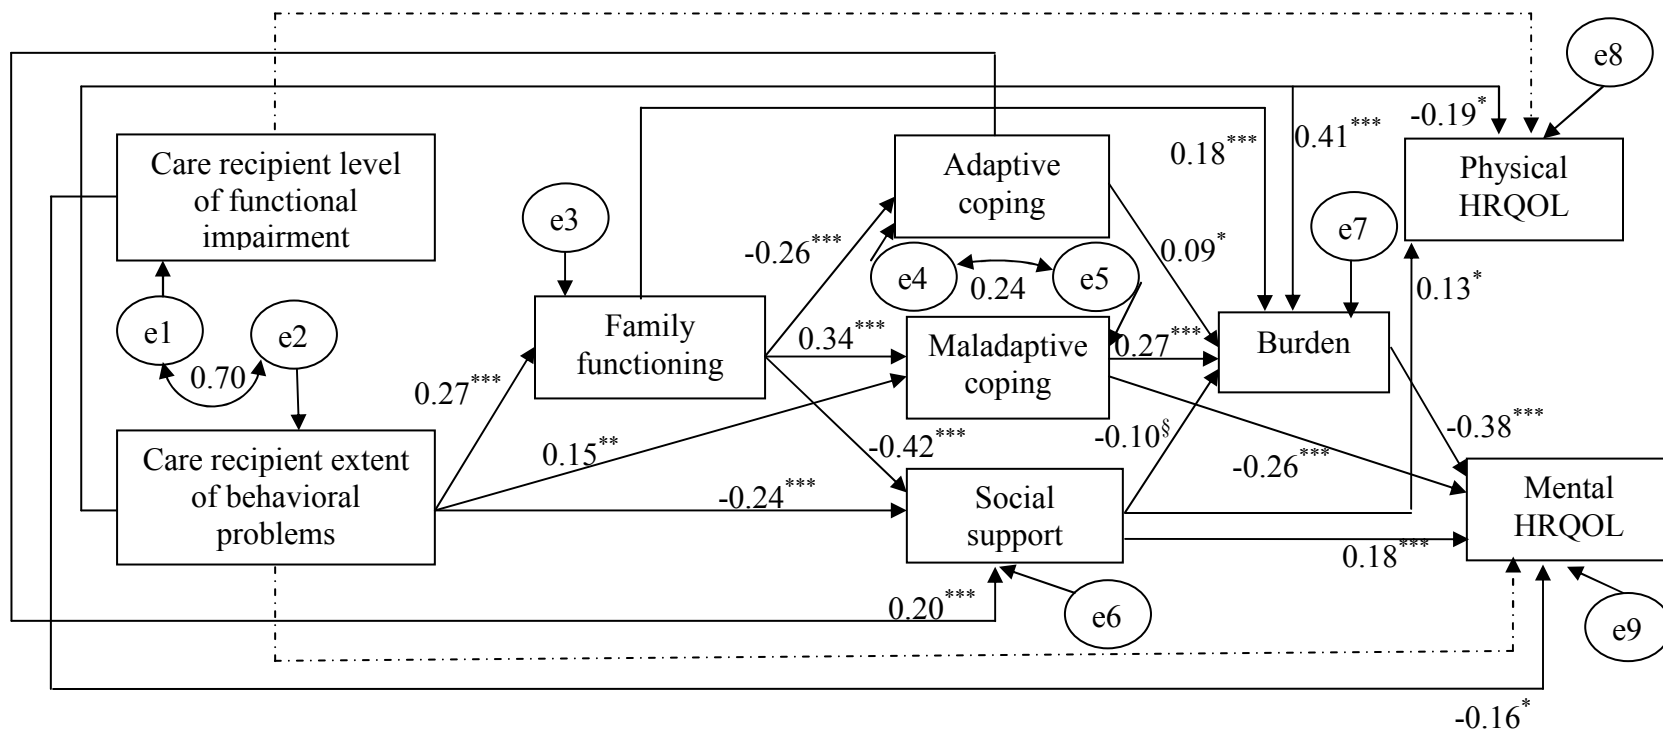 e8
-0.19*
0.41***
0.18***
Care recipient level
of functional
impairment
Adaptive
coping
Physical
HRQOL
e3
e7
-0.26***
0.09*
e4
e5
0.24
0.13*
e1
e2
0.70
Family
functioning
0.34***
Maladaptive
coping
0.27***
Burden
0.27***
-0.38***
Care recipient extent
of behavioral
problems
0.15**
-0.42***
-0.10§
-0.26***
-0.24***
Social
support
Mental
HRQOL
0.18***
0.20***
e6
e9
-0.16*